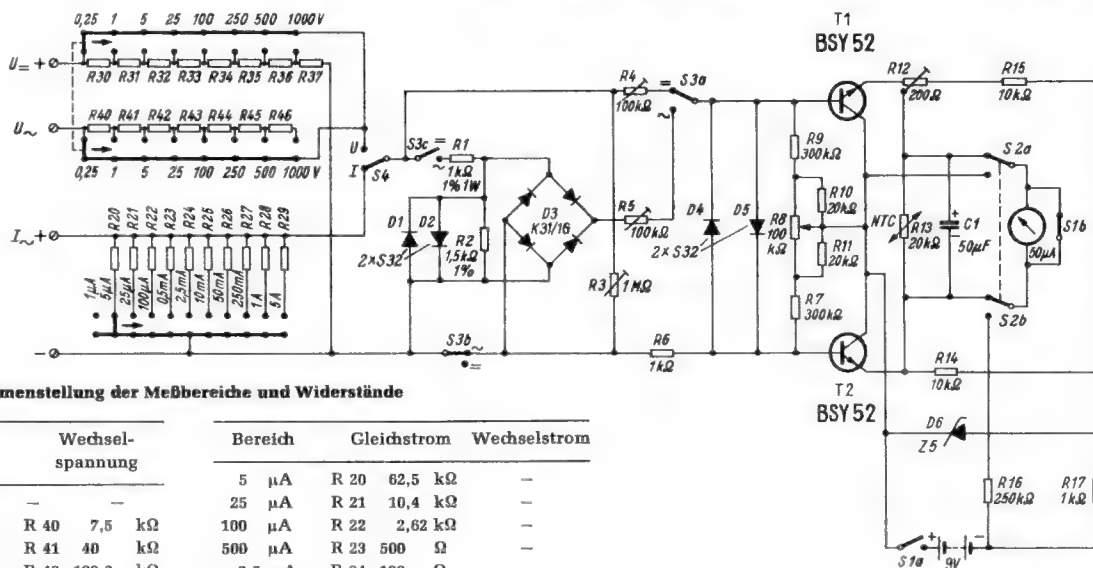 0,25 1 5 25 100 250 500 1000V
U= +
R30 R31 R32 R33 R34 R35 R36 R37
U~
R40 R41 R42 R43 R44 R45 R46
0,25 1 5 25 100 250 500 1000V
U
I
S4
I~ +
R20 R21 R22 R23 R24 R25 R26 R27 R28 R29
1µA 5µA 25µA 100µA 0,5mA 2,5mA 10mA 50mA 250mA 1A 5A
-
S3c = ~
R1
1kΩ
1% 1W
D1 D2
2×S32
R2
1,5kΩ
1%
D3
K31/1G
S3b ~
=
R4
100kΩ
= S3a
~
R5
100kΩ
R3 1MΩ
R6
1kΩ
D4 D5
2×S32
R9
300kΩ
R10
20kΩ
R8
100
kΩ
R11
20kΩ
R7
300kΩ
T1
BSY 52
T2
BSY 52
R12
200Ω
R15
10kΩ
NTC
R13
20kΩ
+
C1
50µF
S2a
S2b
50µA
S1b
R14
10kΩ
D6
Z5
R16
250kΩ
R17
1kΩ
S1a + -
9V
menstellung der Meßbereiche und Widerstände
Wechsel-
spannung
Bereich Gleichstrom Wechselstrom
5 µA R 20 62,5 kΩ –
– – 25 µA R 21 10,4 kΩ –
R 40 7,5 kΩ 100 µA R 22 2,62 kΩ –
R 41 40 kΩ 500 µA R 23 500 Ω –